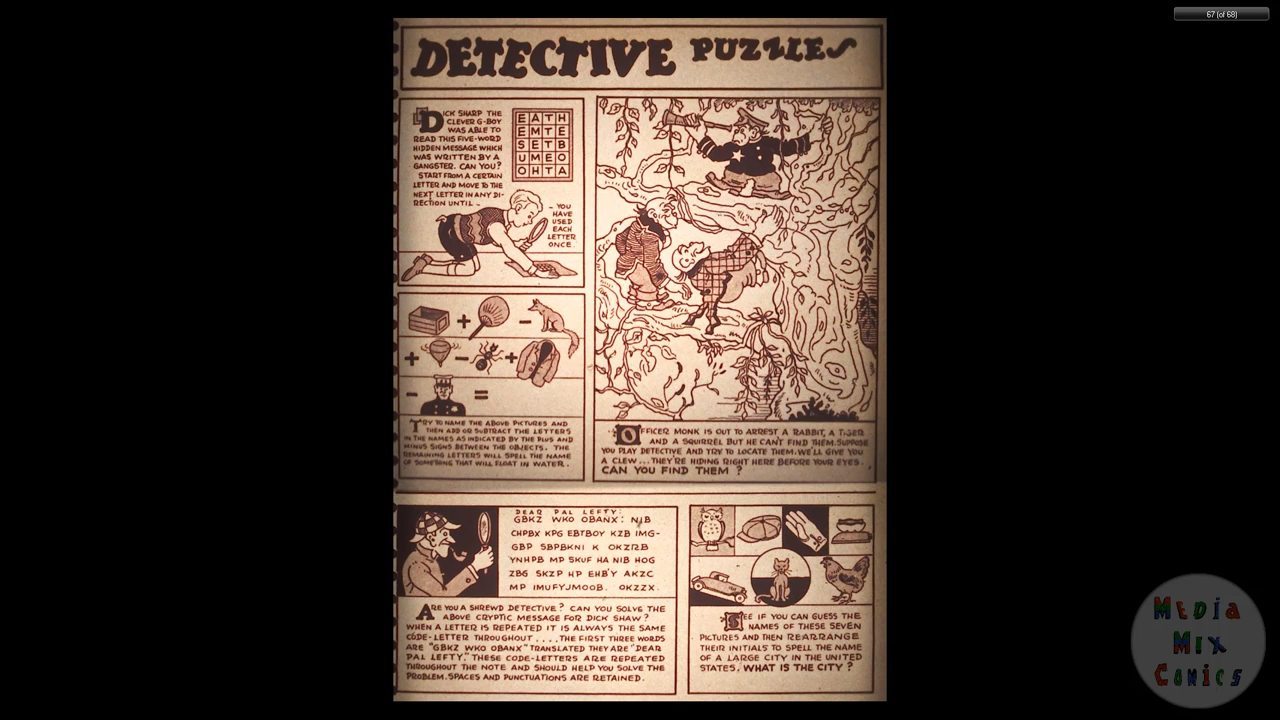 67 (of 68)
DETECTIVE PUZZLES
DICK SHARP THE
CLEVER G-BOY
WAS ABLE TO
READ THIS FIVE-WORD
HIDDEN MESSAGE WHICH
WAS WRITTEN BY A
GANGSTER. CAN YOU?
START FROM A CERTAIN
LETTER AND MOVE TO THE
NEXT LETTER IN ANY DI-
RECTION UNTIL -
EATH
EMTE
SETB
UMEO
OHTA
- YOU
HAVE
USED
EACH
LETTER
ONCE.
+ -
+ - +
- =
TRY TO NAME THE ABOVE PICTURES AND
THEN ADD OR SUBTRACT THE LETTERS
IN THE NAMES AS INDICATED BY THE PLUS AND
MINUS SIGNS BETWEEN THE OBJECTS. THE
REMAINING LETTERS WILL SPELL THE NAME
OF SOMETHING THAT WILL FLOAT IN WATER.
OFFICER MONK IS OUT TO ARREST A RABBIT, A TIGER
AND A SQUIRREL BUT HE CAN'T FIND THEM. SUPPOSE
YOU PLAY DETECTIVE AND TRY TO LOCATE THEM. WE'LL GIVE YOU
A CLEW... THEY'RE HIDING RIGHT HERE BEFORE YOUR EYES.
CAN YOU FIND THEM ?
DEAR PAL LEFTY:
GBKZ WKO OBANX: NIB
CHPBX KPG EBTBOY KZB IMG-
GBP SBPBKNI K OKZRB
YNHPB MP SKUF HA NIB HOG
ZBG SKZP HP EHB'Y AKZC
MP IMUFYJMOOB. OKZZX.
ARE YOU A SHREWD DETECTIVE? CAN YOU SOLVE THE
ABOVE CRYPTIC MESSAGE FOR DICK SHAW?
WHEN A LETTER IS REPEATED IT IS ALWAYS THE SAME
CODE-LETTER THROUGHOUT .... THE FIRST THREE WORDS
ARE "GBKZ WKO OBANX" TRANSLATED THEY ARE "DEAR
PAL LEFTY." THESE CODE-LETTERS ARE REPEATED
THROUGHOUT THE NOTE AND SHOULD HELP YOU SOLVE THE
PROBLEM. SPACES AND PUNCTUATIONS ARE RETAINED.
SEE IF YOU CAN GUESS THE
NAMES OF THESE SEVEN
PICTURES AND THEN REARRANGE
THEIR INITIALS TO SPELL THE NAME
OF A LARGE CITY IN THE UNITED
STATES. WHAT IS THE CITY ?
MEDiA
MiX
COMiCS